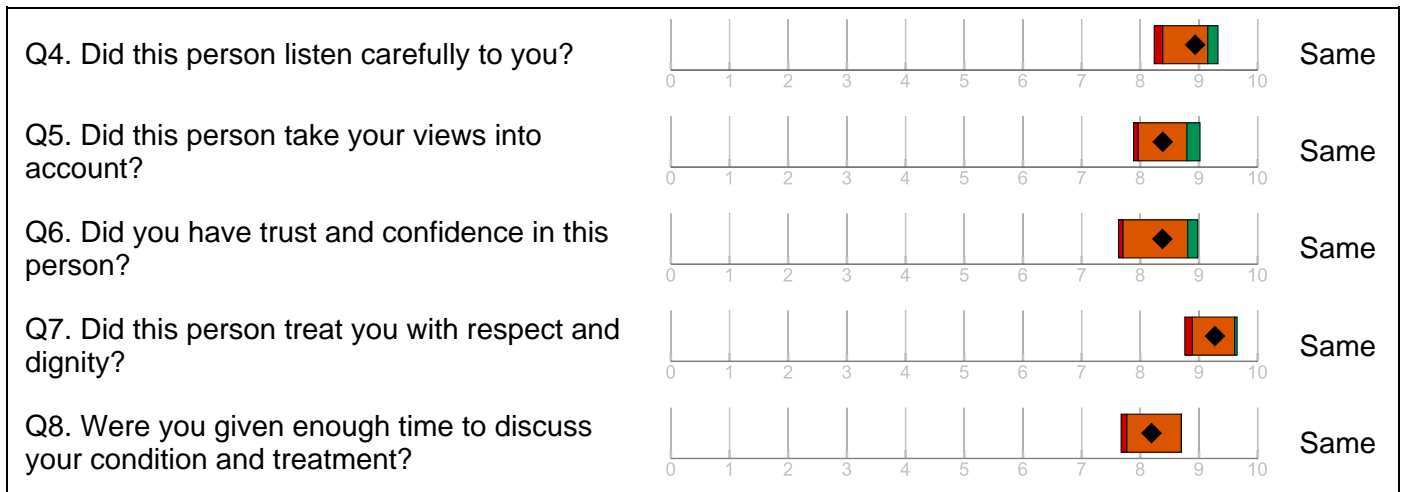 Q4. Did this person listen carefully to you?
Same
0 1 2 3 4 5 6 7 8 9 10
Q5. Did this person take your views into
account?
Same
0 1 2 3 4 5 6 7 8 9 10
Q6. Did you have trust and confidence in this
person?
Same
0 1 2 3 4 5 6 7 8 9 10
Q7. Did this person treat you with respect and
dignity?
Same
0 1 2 3 4 5 6 7 8 9 10
Q8. Were you given enough time to discuss
your condition and treatment?
Same
0 1 2 3 4 5 6 7 8 9 10